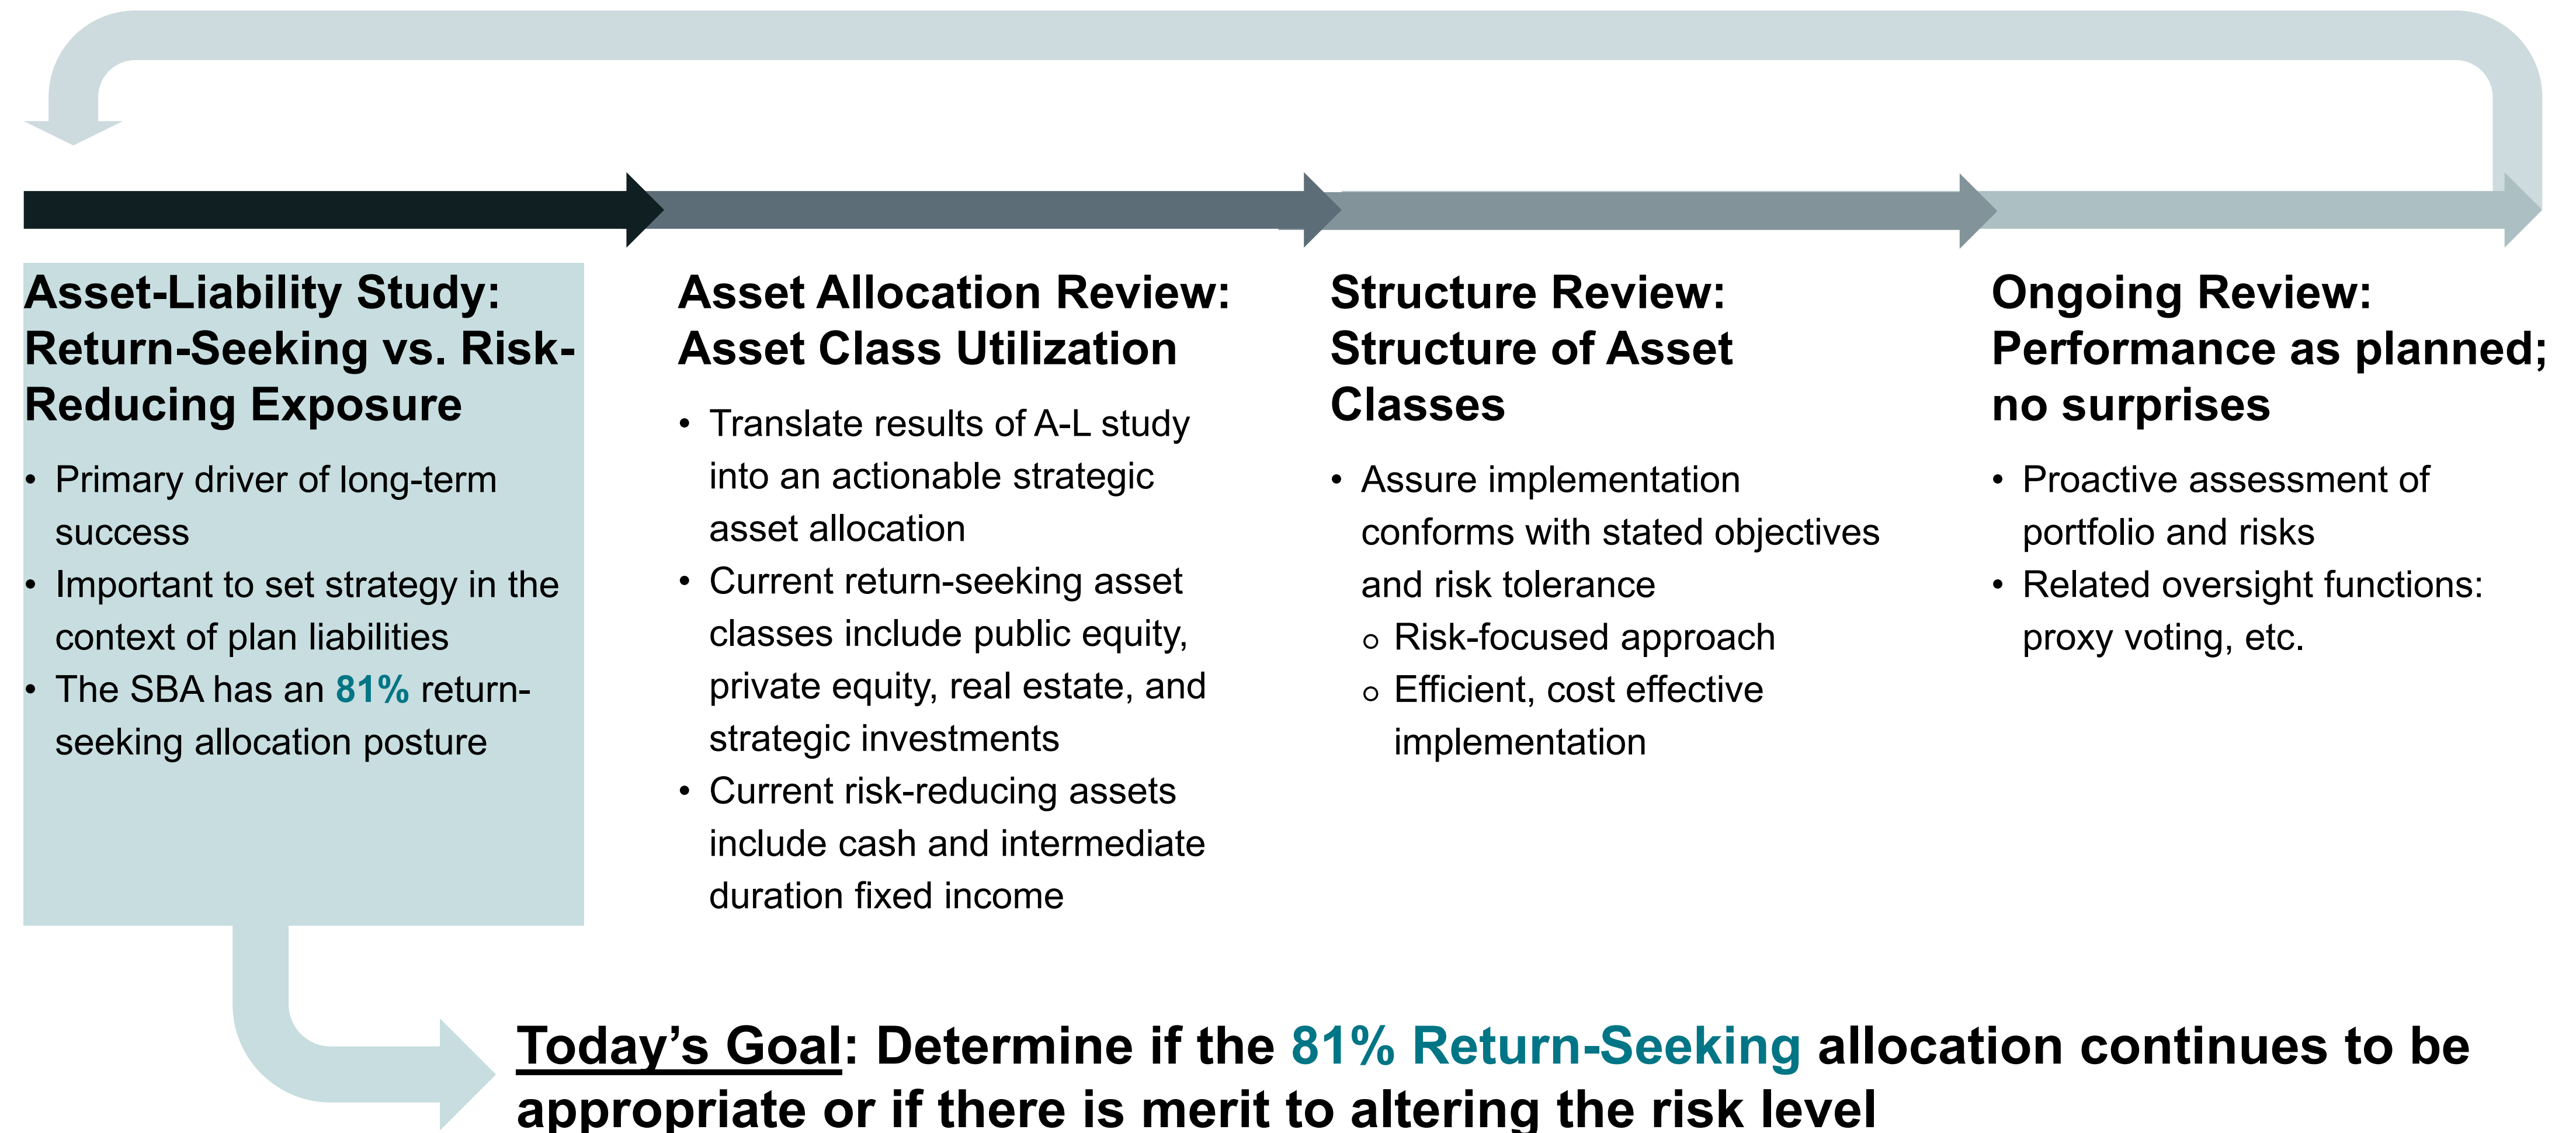 Asset-Liability Study:
Return-Seeking vs. Risk-
Reducing Exposure
• Primary driver of long-term
success
• Important to set strategy in the
context of plan liabilities
• The SBA has an 81% return-
seeking allocation posture
Asset Allocation Review:
Asset Class Utilization
• Translate results of A-L study
into an actionable strategic
asset allocation
• Current return-seeking asset
classes include public equity,
private equity, real estate, and
strategic investments
• Current risk-reducing assets
include cash and intermediate
duration fixed income
Structure Review:
Structure of Asset
Classes
• Assure implementation
conforms with stated objectives
and risk tolerance
○ Risk-focused approach
○ Efficient, cost effective
implementation
Ongoing Review:
Performance as planned;
no surprises
• Proactive assessment of
portfolio and risks
• Related oversight functions:
proxy voting, etc.
Today’s Goal: Determine if the 81% Return-Seeking allocation continues to be
appropriate or if there is merit to altering the risk level